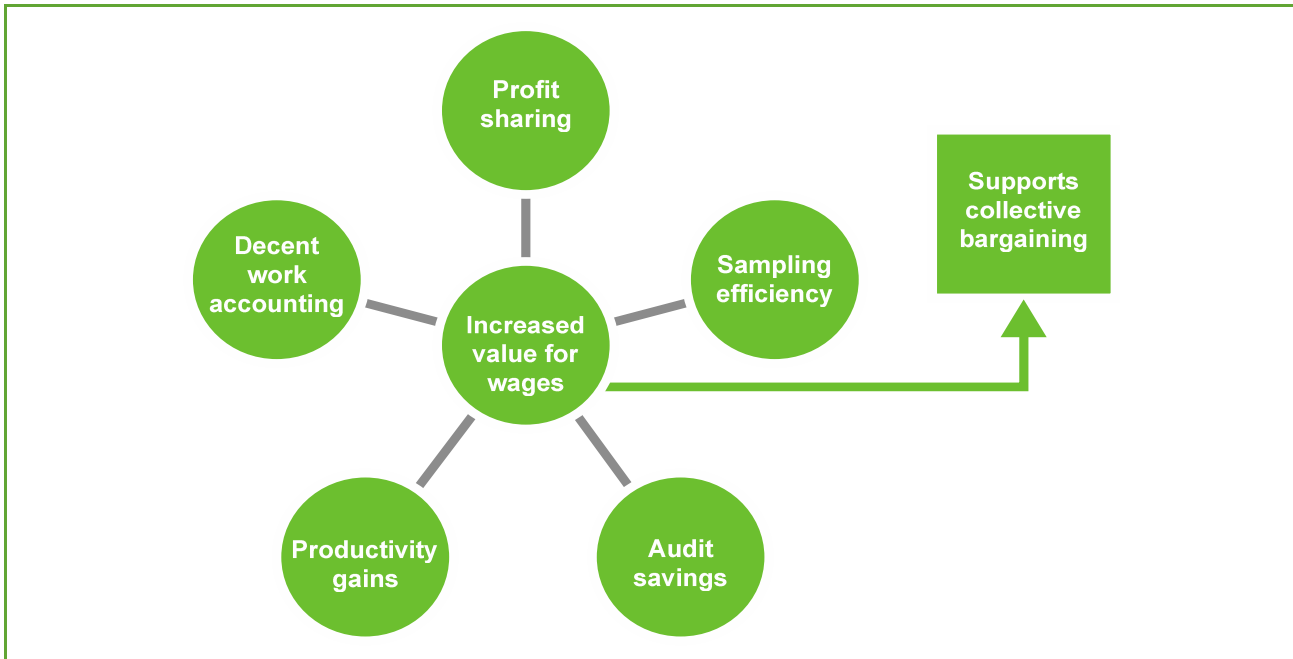 Profit
sharing
Decent
work
accounting
Sampling
efficiency
Increased
value for
wages
Supports
collective
bargaining
Productivity
gains
Audit
savings